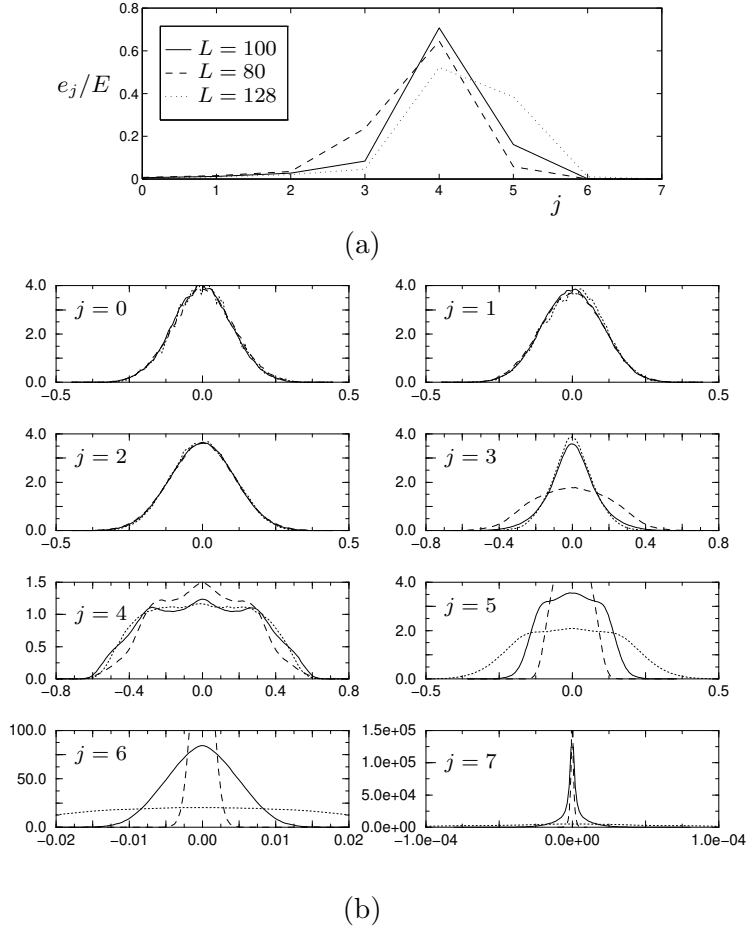 0.8
0.6
0.4
0.2
0
e_j/E
L = 100
L = 80
L = 128
0 1 2 3 4 5 6 7
j
(a)
4.0
2.0
0.0
j = 0
−0.5 0.0 0.5
4.0
2.0
0.0
j = 1
−0.5 0.0 0.5
4.0
2.0
0.0
j = 2
−0.5 0.0 0.5
4.0
2.0
0.0
j = 3
−0.8 −0.4 0.0 0.4 0.8
1.5
1.0
0.5
0.0
j = 4
−0.8 −0.4 0.0 0.4 0.8
4.0
2.0
0.0
j = 5
−0.5 0.0 0.5
100.0
50.0
0.0
j = 6
−0.02 −0.01 0.00 0.01 0.02
1.5e+05
1.0e+05
5.0e+04
0.0e+00
j = 7
−1.0e−04 0.0e+00 1.0e−04
(b)